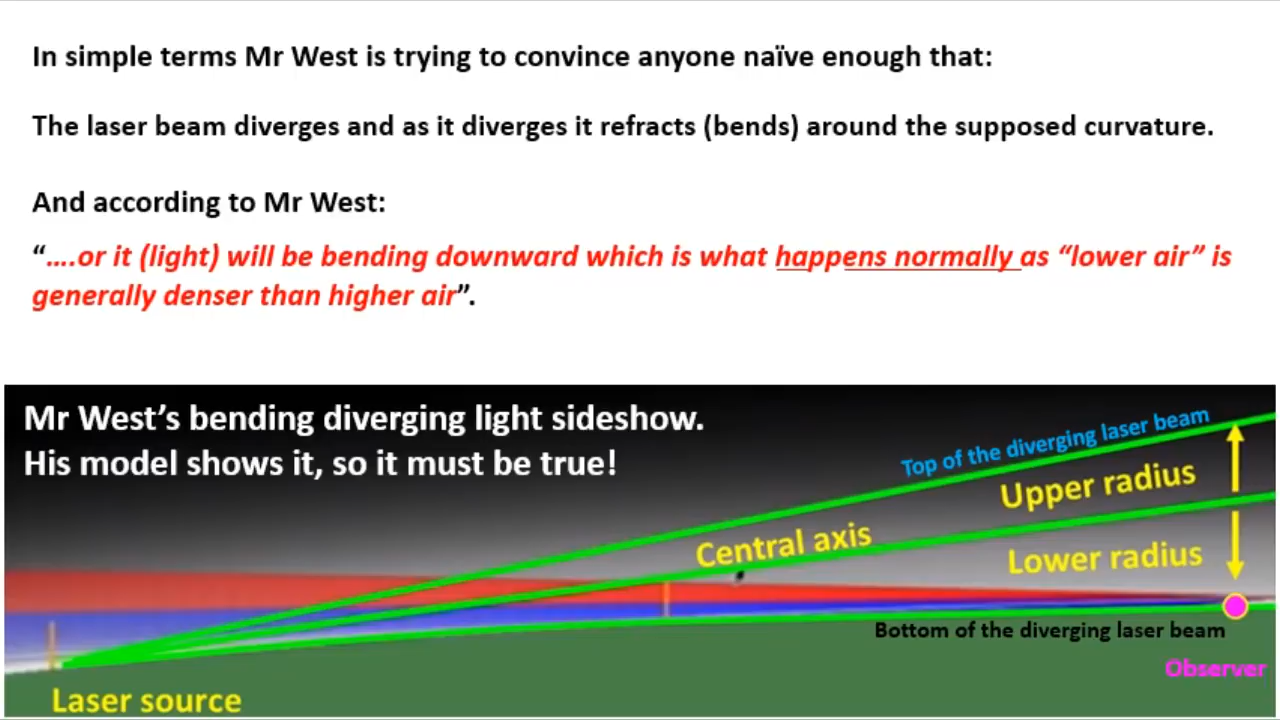 In simple terms Mr West is trying to convince anyone naïve enough that:
The laser beam diverges and as it diverges it refracts (bends) around the supposed curvature.
And according to Mr West:
“….or it (light) will be bending downward which is what happens normally as “lower air” is
generally denser than higher air”.
Mr West’s bending diverging light sideshow.
His model shows it, so it must be true!
Top of the diverging laser beam
Upper radius
Central axis
Lower radius
Bottom of the diverging laser beam
Observer
Laser source